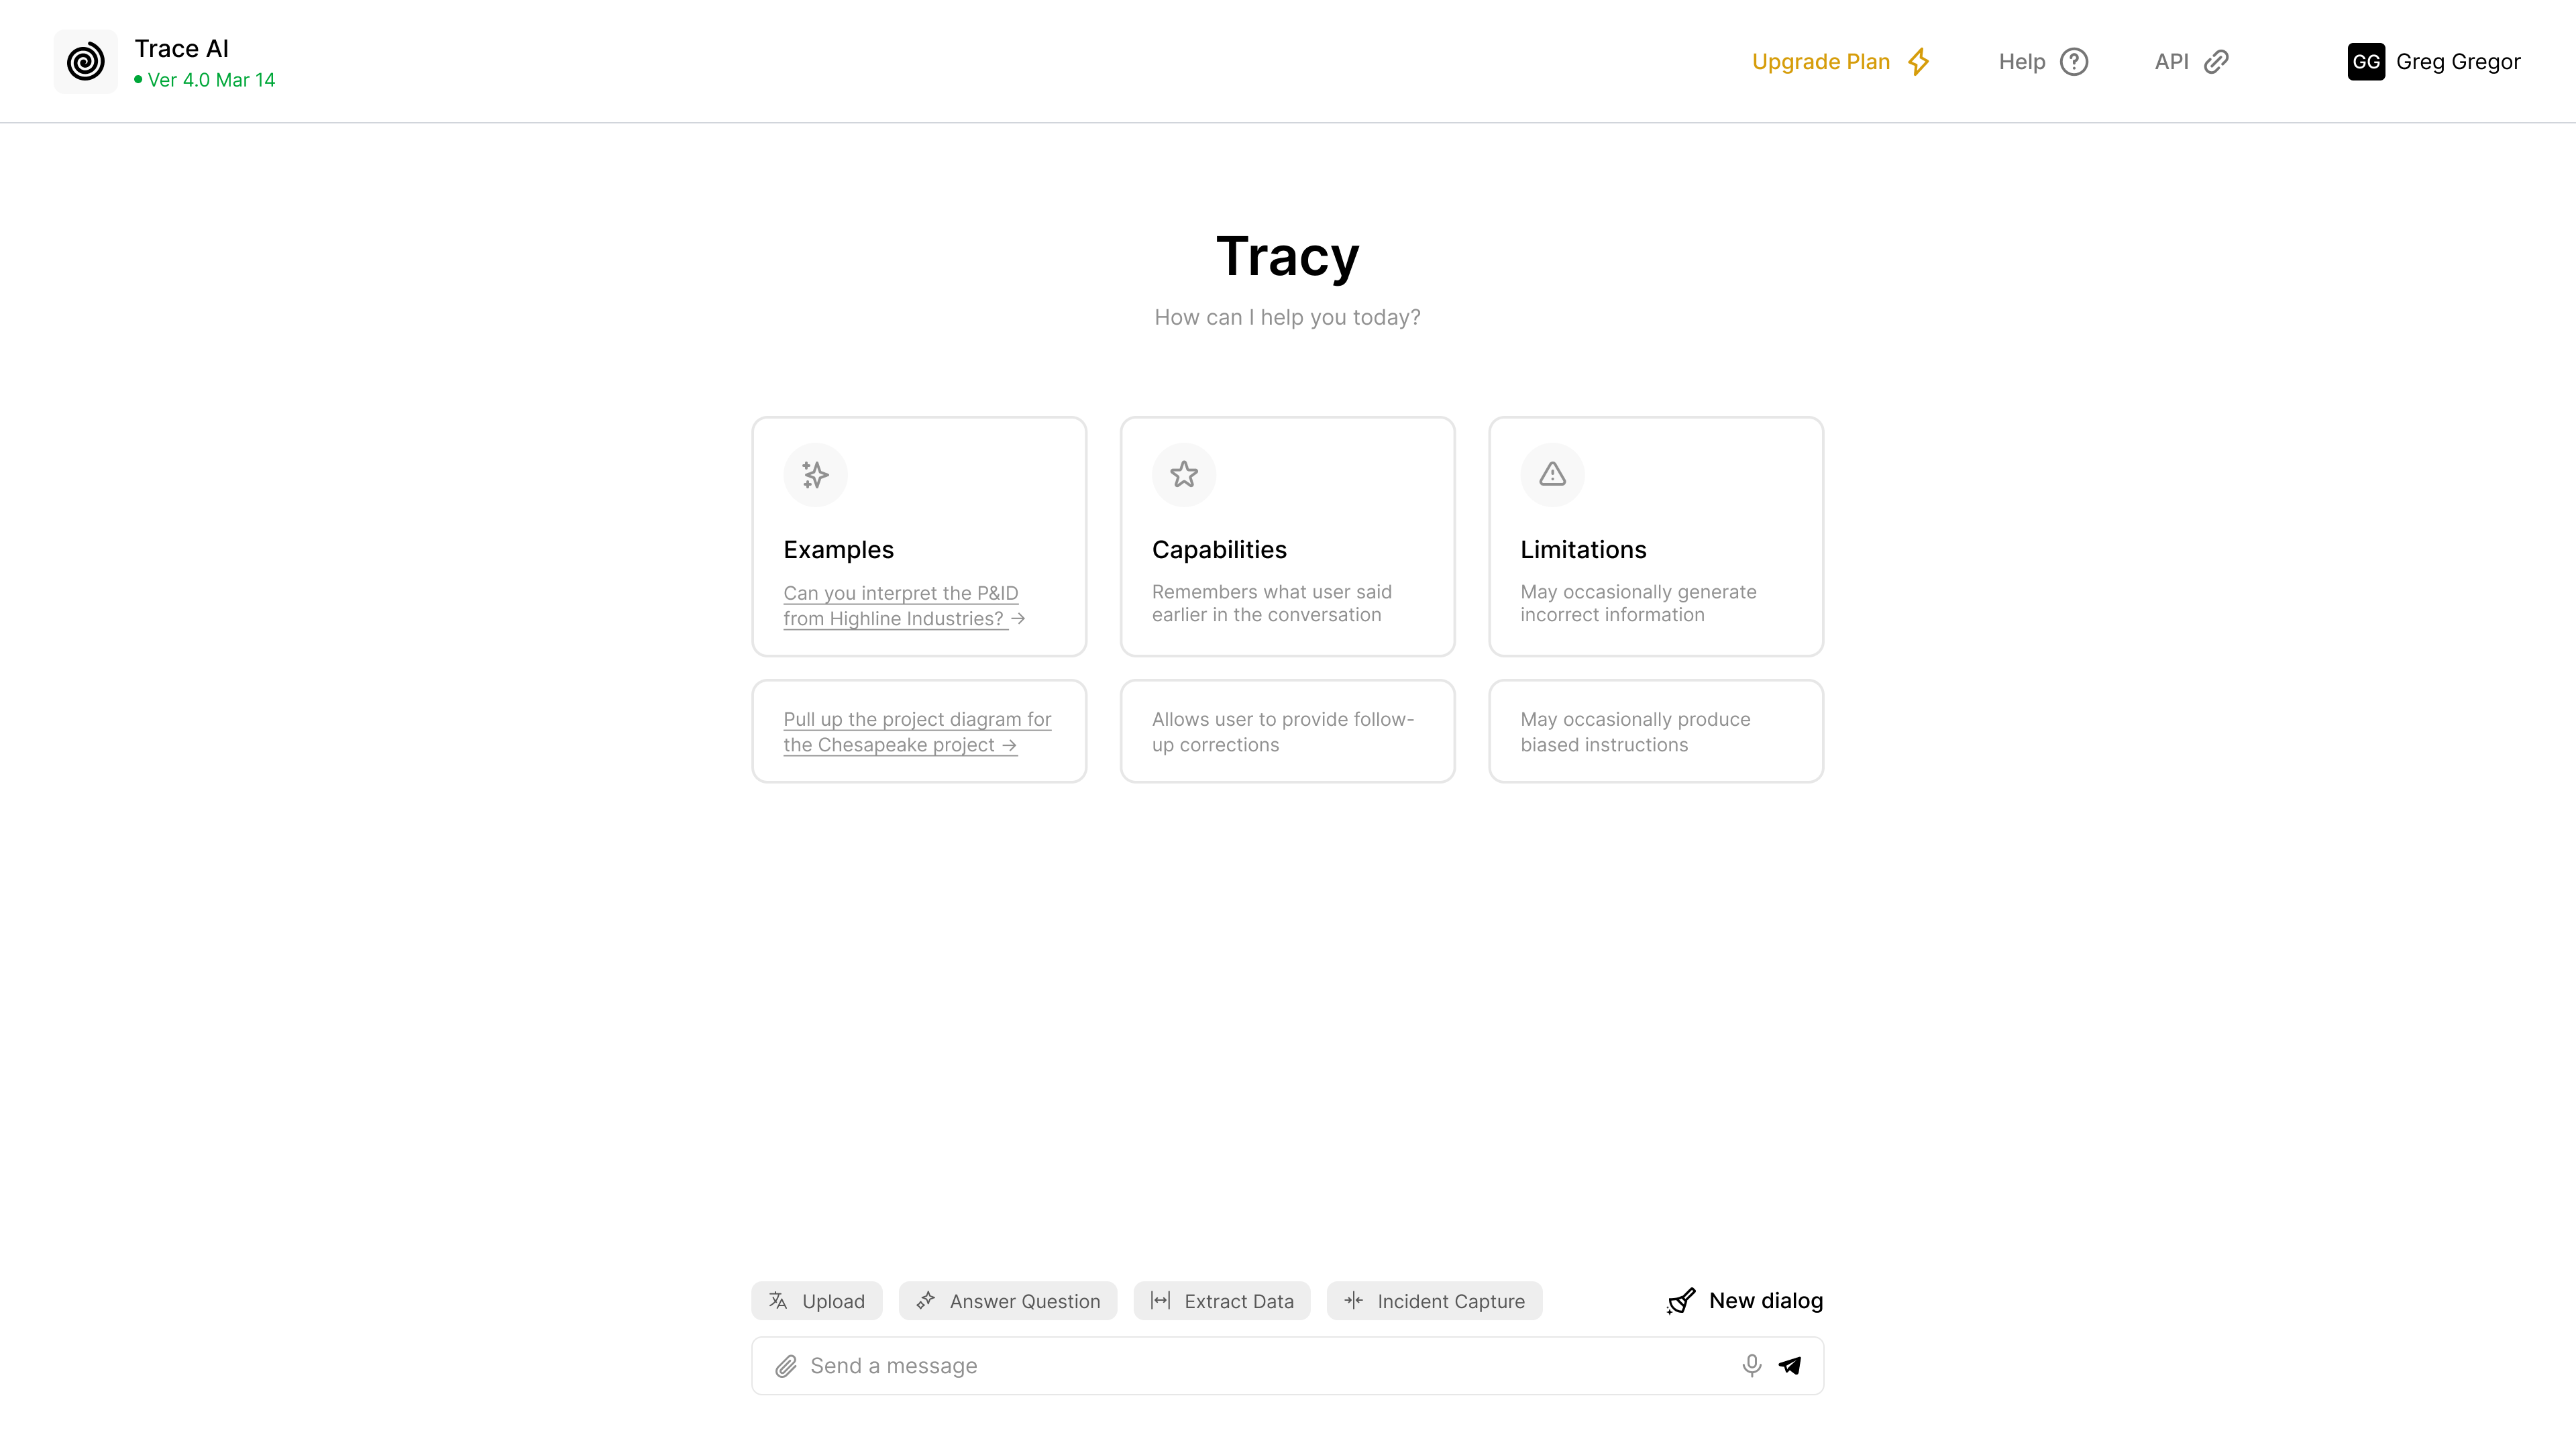 Trace AI
Ver 4.0 Mar 14
Upgrade Plan
Help
API
GG
Greg Gregor
Tracy
How can I help you today?
Examples
Can you interpret the P&ID
from Highline Industries? →
Capabilities
Remembers what user said
earlier in the conversation
Limitations
May occasionally generate
incorrect information
Pull up the project diagram for
the Chesapeake project →
Allows user to provide follow-
up corrections
May occasionally produce
biased instructions
Upload
Answer Question
Extract Data
Incident Capture
New dialog
Send a message